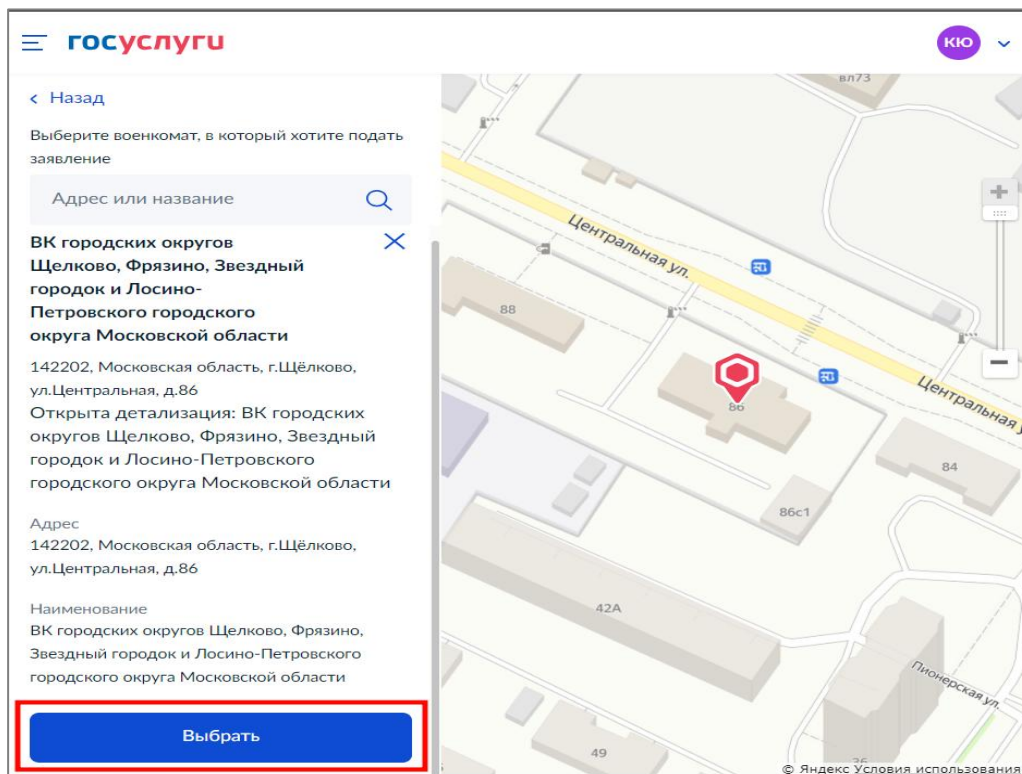 госуслуги
КЮ
Назад
Выберите военкомат, в который хотите подать
заявление
Адрес или название
ВК городских округов
Щелково, Фрязино, Звездный
городок и Лосино-
Петровского городского
округа Московской области
142202, Московская область, г.Щёлково,
ул.Центральная, д.86
Открыта детализация: ВК городских
округов Щелково, Фрязино, Звездный
городок и Лосино-Петровского
городского округа Московской области
Адрес
142202, Московская область, г.Щёлково,
ул.Центральная, д.86
Наименование
ВК городских округов Щелково, Фрязино,
Звездный городок и Лосино-Петровского
городского округа Московской области
Выбрать
вл73
Центральная ул.
88
86
Центральная
84
86с1
42А
Пионерская ул.
49
36
© Яндекс Условия использования